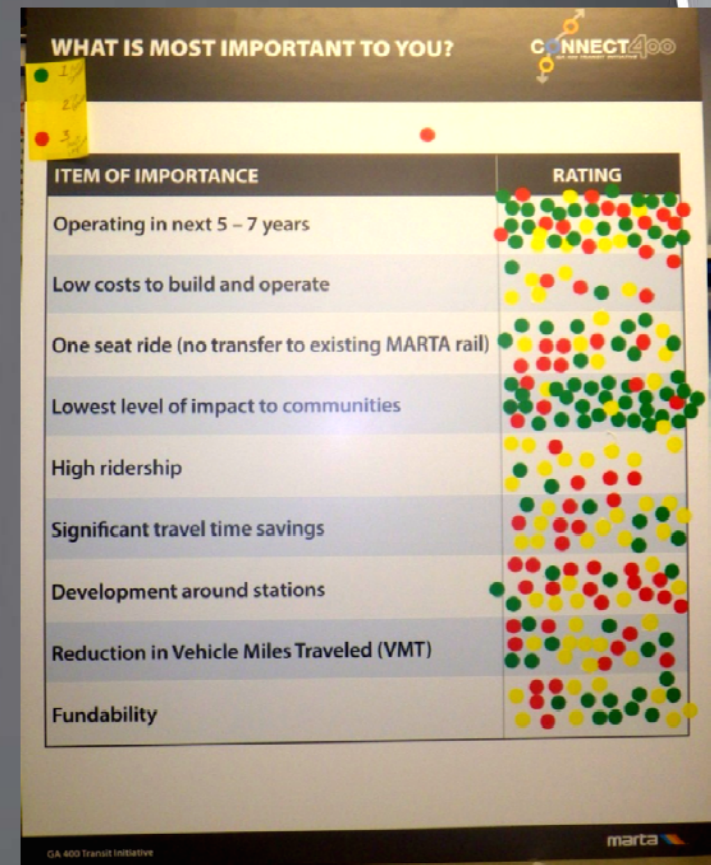 WHAT IS MOST IMPORTANT TO YOU?
CONNECT400
1
2
3
ITEM OF IMPORTANCE
RATING
Operating in next 5 – 7 years
Low costs to build and operate
One seat ride (no transfer to existing MARTA rail)
Lowest level of impact to communities
High ridership
Significant travel time savings
Development around stations
Reduction in Vehicle Miles Traveled (VMT)
Fundability
GA 400 Transit Initiative
marta